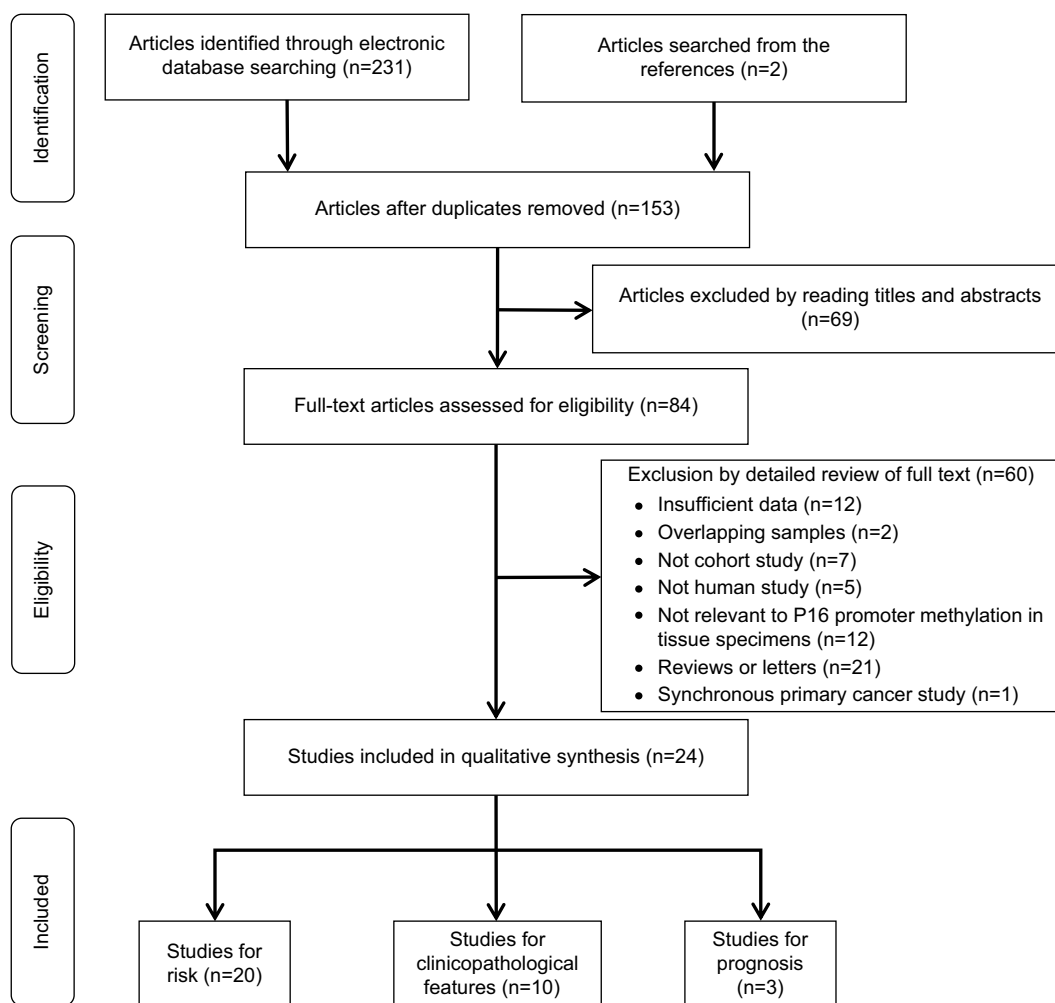 Identification
Articles identified through electronic
database searching (n=231)
Articles searched from the
references (n=2)
Articles after duplicates removed (n=153)
Screening
Articles excluded by reading titles and abstracts
(n=69)
Full-text articles assessed for eligibility (n=84)
Eligibility
Exclusion by detailed review of full text (n=60)
• Insufficient data (n=12)
• Overlapping samples (n=2)
• Not cohort study (n=7)
• Not human study (n=5)
• Not relevant to P16 promoter methylation in
tissue specimens (n=12)
• Reviews or letters (n=21)
• Synchronous primary cancer study (n=1)
Studies included in qualitative synthesis (n=24)
Included
Studies for
risk (n=20)
Studies for
clinicopathological
features (n=10)
Studies for
prognosis
(n=3)